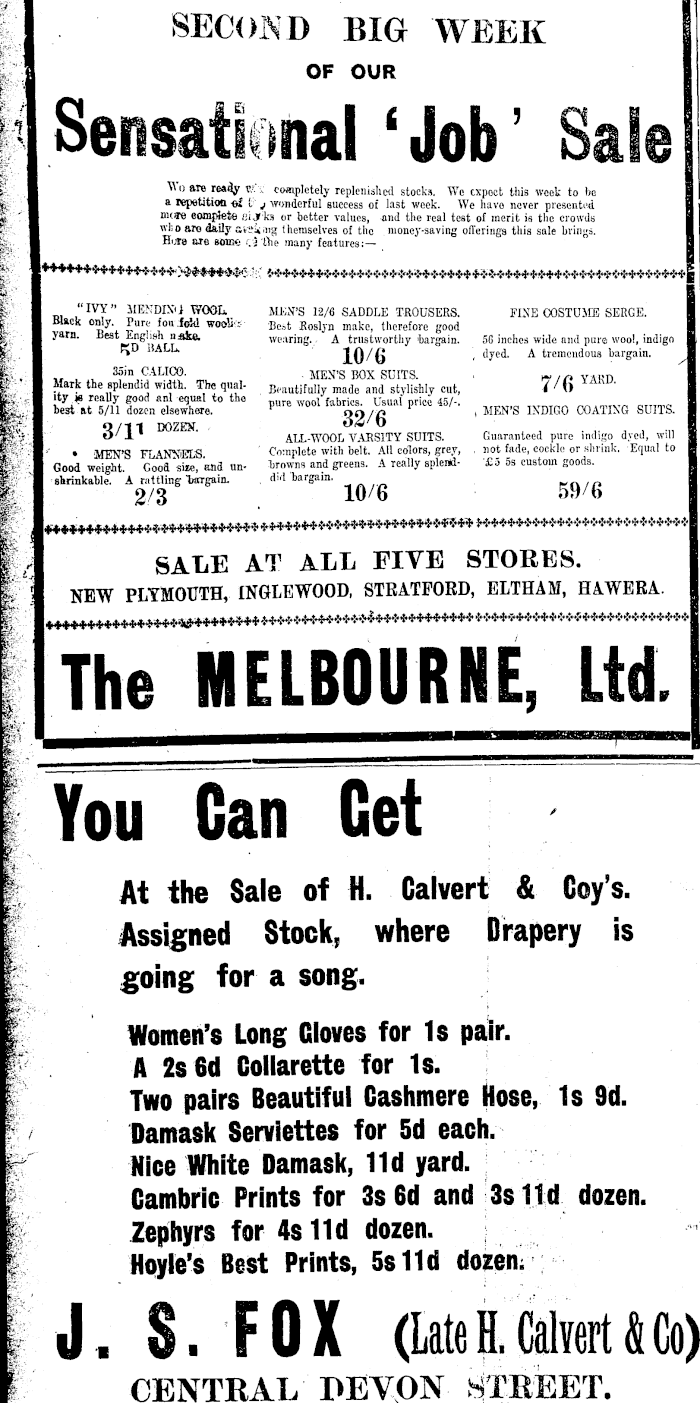 SECOND BIG WEEK
OF OUR
Sensational 'Job' Sale
We are ready completely replenished stocks. We expect this week to be
a repetition of wonderful success of last week. We have never presented
more complete or better values, and the real test of merit is the crowds
who are daily themselves of the money-saving offerings this sale brings.
Here are some of the many features:—
"IVY" MENDING WOOL.
Black only. Pure four fold
yarn. Best English make.
5D BALL.
35in CALICO.
Mark the splendid width. The qual-
ity is really good anl equal to the
best at 5/11 dozen elsewhere.
3/11 DOZEN.
MEN'S FLANNELS.
Good weight. Good size, and un-
shrinkable. A rattling bargain.
2/3
MEN'S 12/6 SADDLE TROUSERS.
Best Roslyn make, therefore good
wearing. A trustworthy bargain.
10/6
MEN'S BOX SUITS.
Beautifully made and stylishly cut,
pure wool fabrics. Usual price 45/-.
32/6
ALL-WOOL VARSITY SUITS.
Complete with belt. All colors, grey,
browns and greens. A really splend-
did bargain.
10/6
FINE COSTUME SERGE.
56 inches wide and pure wool, indigo
dyed. A tremendous bargain.
7/6 YARD.
MEN'S INDIGO COATING SUITS.
Guaranteed pure indigo dyed, will
not fade, cockle or shrink. Equal to
£5 5s custom goods.
59/6
SALE AT ALL FIVE STORES.
NEW PLYMOUTH, INGLEWOOD, STRATFORD, ELTHAM, HAWERA.
The MELBOURNE, Ltd.
You Can Get
At the Sale of H. Calvert & Coy's.
Assigned Stock, where Drapery is
going for a song.
Women's Long Gloves for 1s pair.
A 2s 6d Collarette for 1s.
Two pairs Beautiful Cashmere Hose, 1s 9d.
Damask Serviettes for 5d each.
Nice White Damask, 11d yard.
Cambric Prints for 3s 6d and 3s 11d dozen.
Zephyrs for 4s 11d dozen.
Hoyle's Best Prints, 5s 11d dozen.
J. S. FOX (Late H. Calvert & Co)
CENTRAL DEVON STREET.